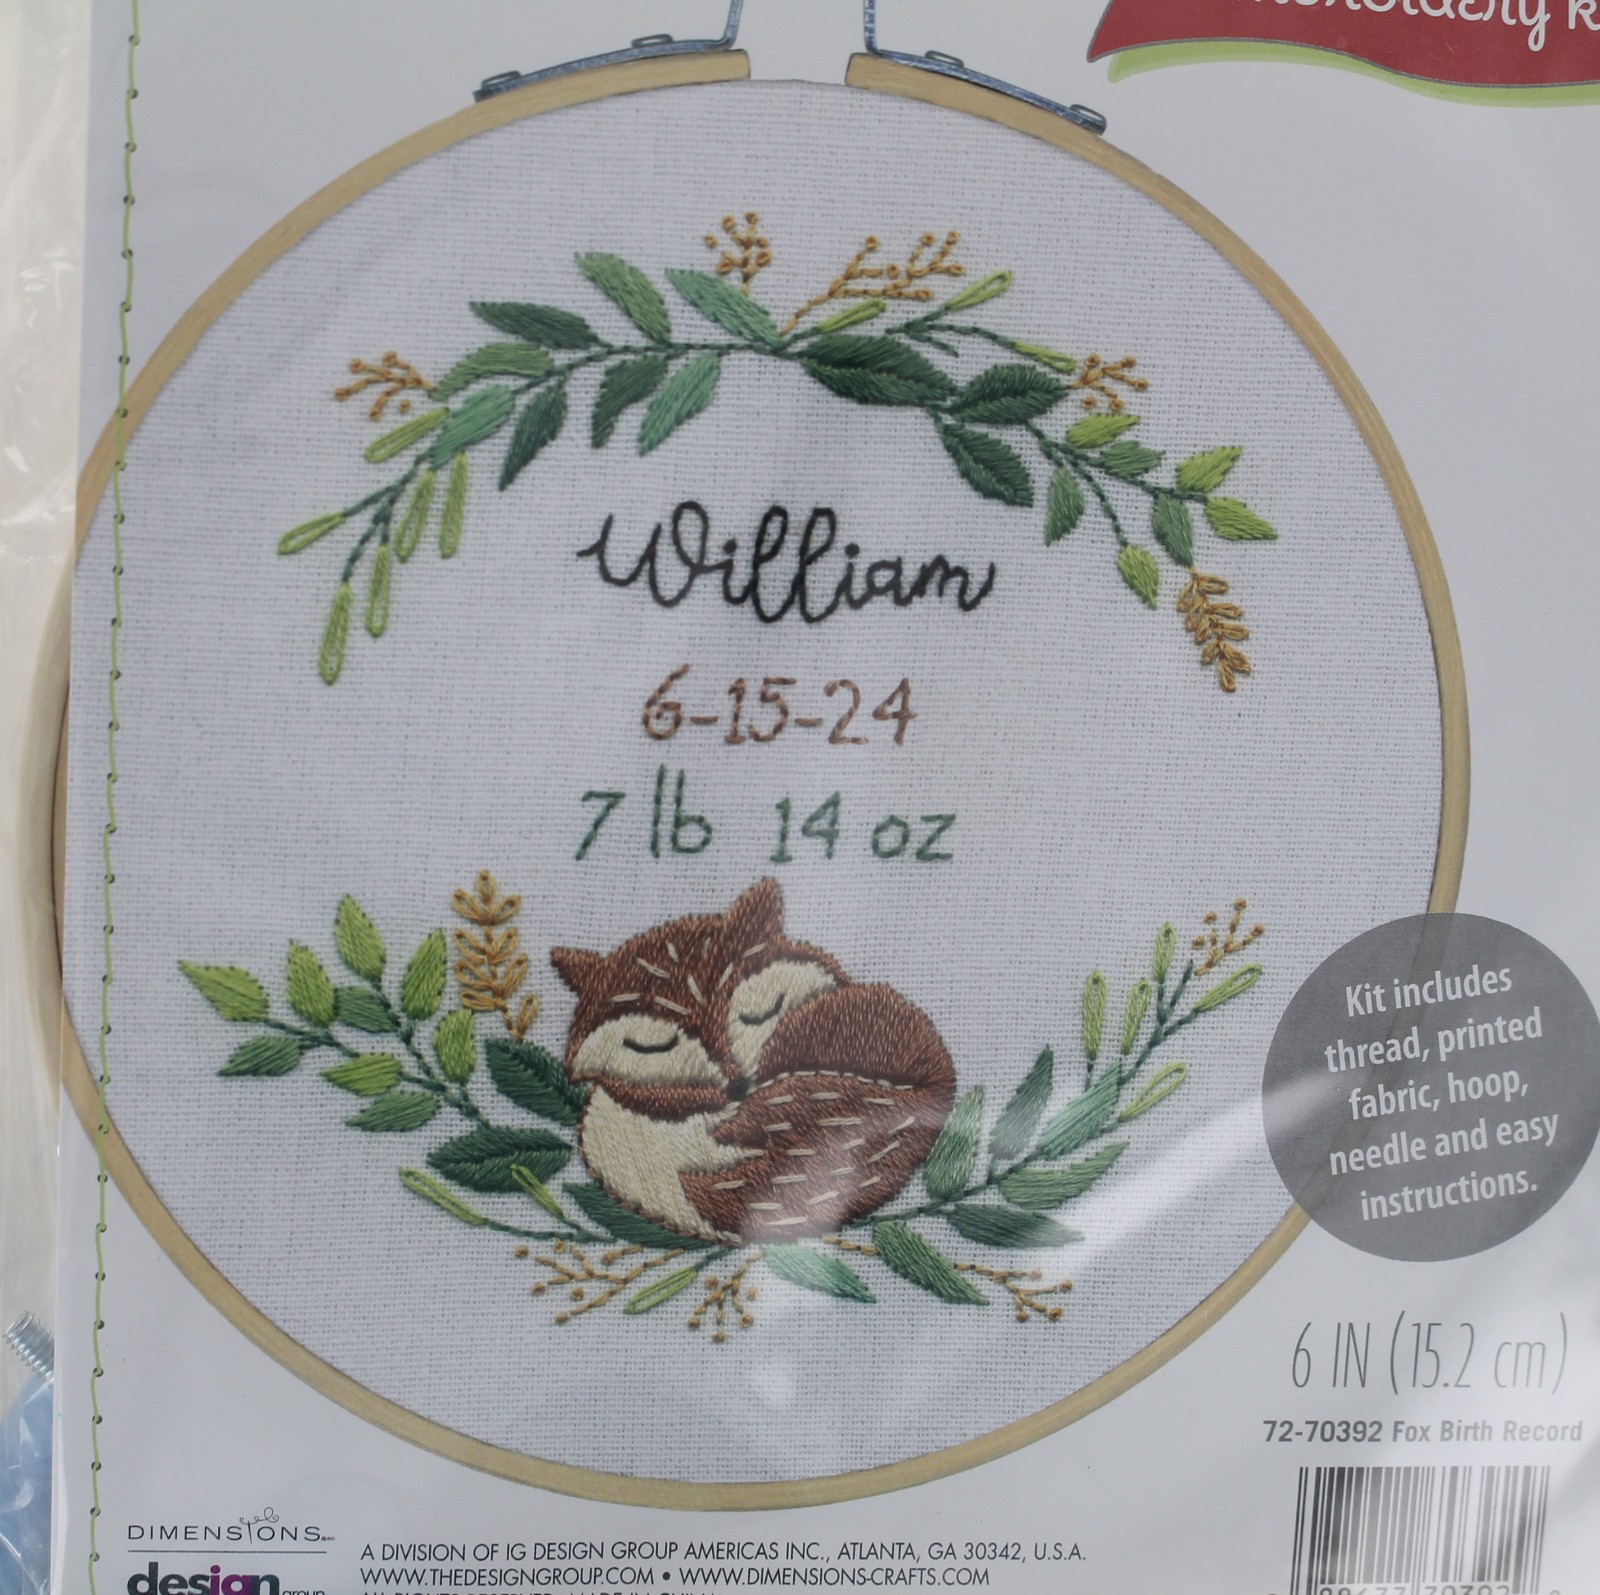 William
6-15-24
7 lb 14 oz
Kit includes
thread, printed
fabric, hoop,
needle and easy
instructions.
6 IN (15.2 cm)
72-70392 Fox Birth Record
DIMENSIONS
design group
A DIVISION OF IG DESIGN GROUP AMERICAS INC., ATLANTA, GA 30342, U.S.A.
WWW.THEDESIGNGROUP.COM • WWW.DIMENSIONS-CRAFTS.COM